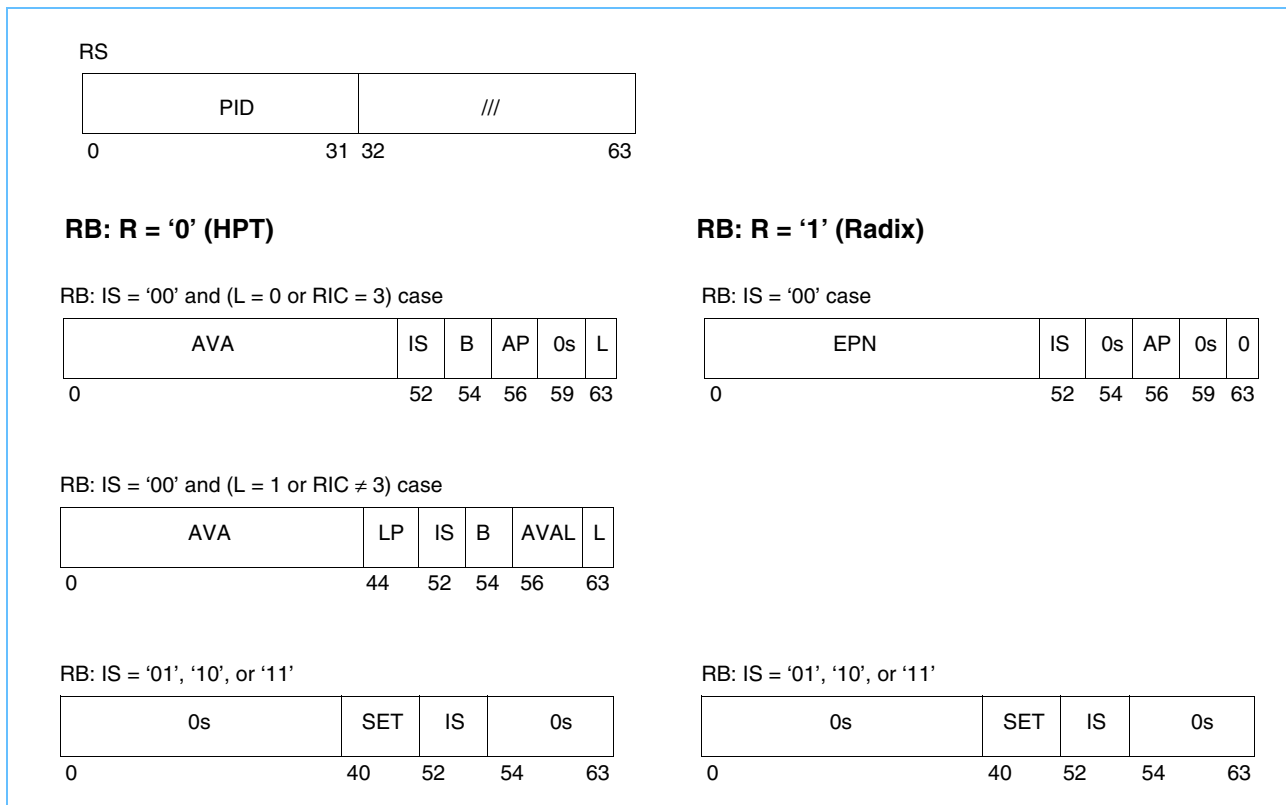 RS
PID ///
0 31 32 63
RB: R = ‘0’ (HPT)
RB: IS = ‘00’ and (L = 0 or RIC = 3) case
AVA IS B AP 0s L
0 52 54 56 59 63
RB: IS = ‘00’ and (L = 1 or RIC ≠ 3) case
AVA LP IS B AVAL L
0 44 52 54 56 63
RB: IS = ‘01’, ‘10’, or ‘11’
0s SET IS 0s
0 40 52 54 63
RB: R = ‘1’ (Radix)
RB: IS = ‘00’ case
EPN IS 0s AP 0s 0
0 52 54 56 59 63
RB: IS = ‘01’, ‘10’, or ‘11’
0s SET IS 0s
0 40 52 54 63